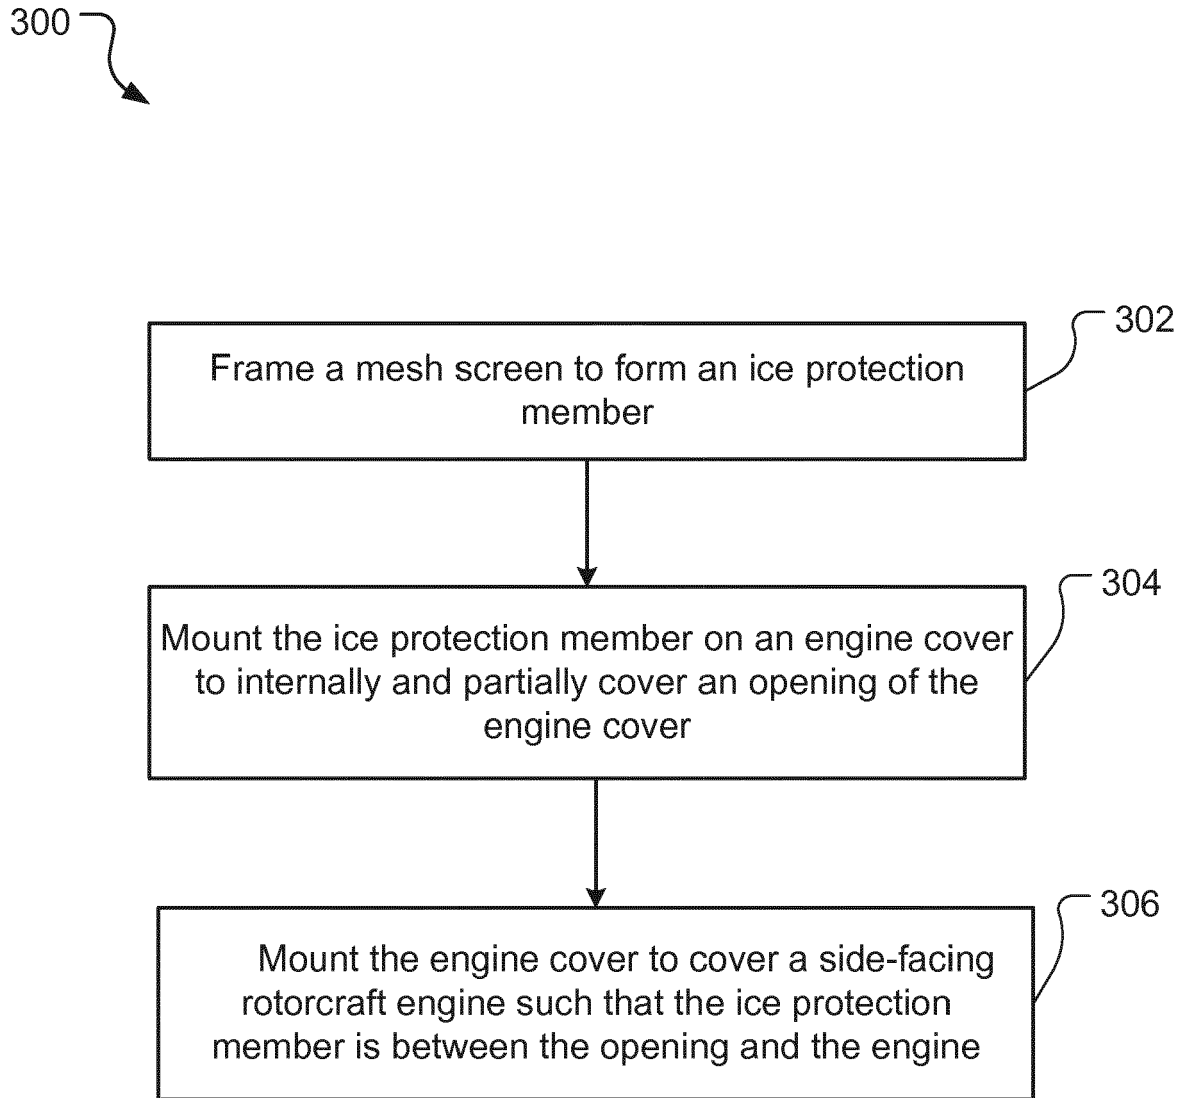 300
302
Frame a mesh screen to form an ice protection
member
304
Mount the ice protection member on an engine cover
to internally and partially cover an opening of the
engine cover
306
Mount the engine cover to cover a side-facing
rotorcraft engine such that the ice protection
member is between the opening and the engine